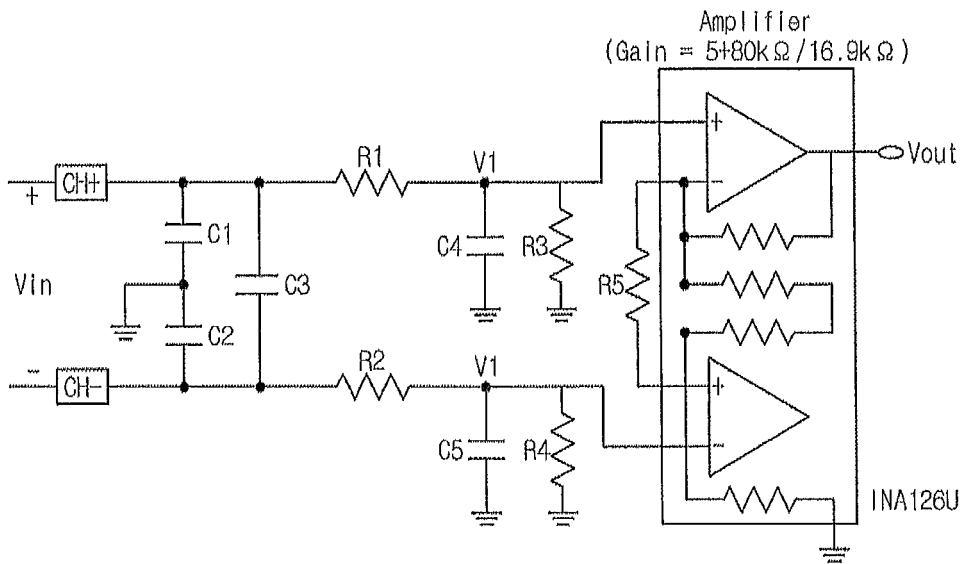 Amplifier
(Gain = 5+80kΩ/16.9kΩ)
Vout
R1
V1
+
CH+
+
-
C1
C4
R3
Vin
C3
R5
C2
-
CH-
R2
V1
+
-
C5
R4
INA126U